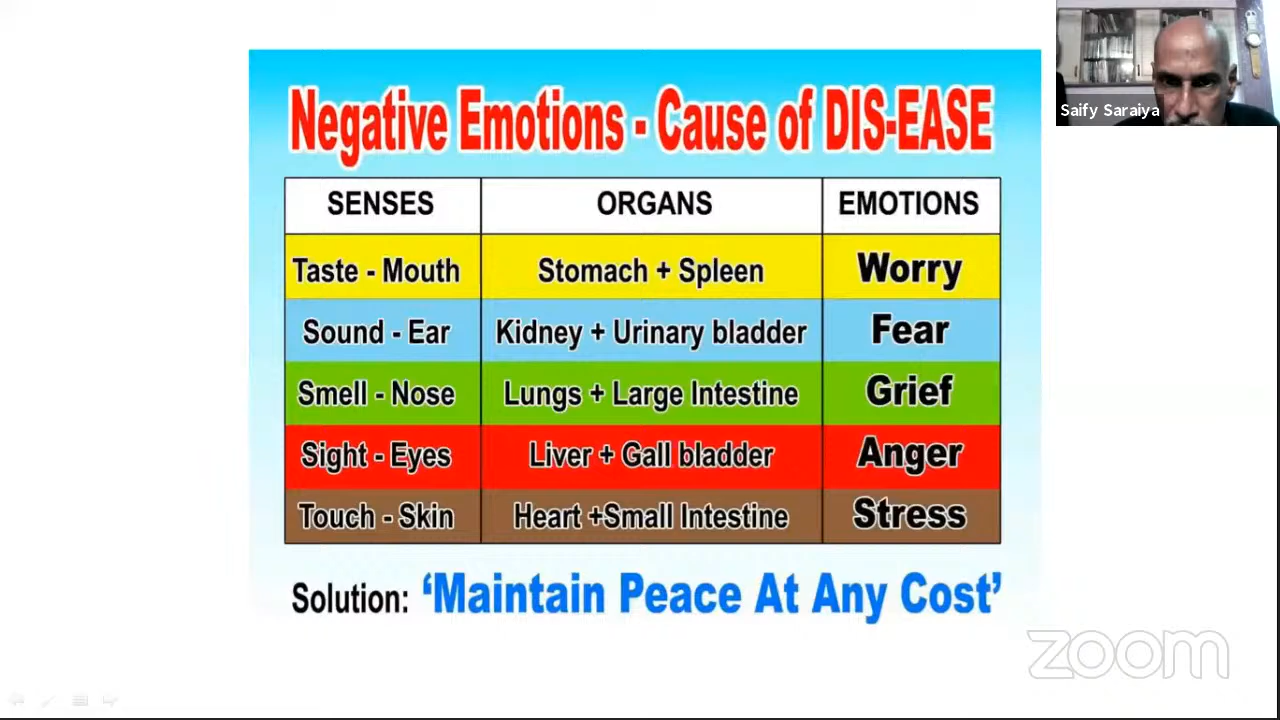 Negative Emotions - Cause of DIS-EASE
SENSES ORGANS EMOTIONS
Taste - Mouth Stomach + Spleen Worry
Sound - Ear Kidney + Urinary bladder Fear
Smell - Nose Lungs + Large Intestine Grief
Sight - Eyes Liver + Gall bladder Anger
Touch - Skin Heart +Small Intestine Stress
Solution: ‘Maintain Peace At Any Cost’
Saify Saraiya
zoom